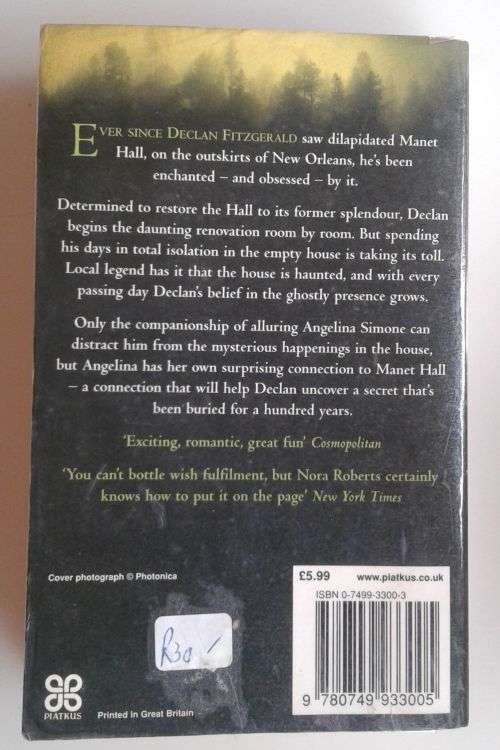 EVER SINCE DECLAN FITZGERALD saw dilapidated Manet
Hall, on the outskirts of New Orleans, he's been
enchanted – and obsessed – by it.
Determined to restore the Hall to its former splendour, Declan
begins the daunting renovation room by room. But spending
his days in total isolation in the empty house is taking its toll.
Local legend has it that the house is haunted, and with every
passing day Declan's belief in the ghostly presence grows.
Only the companionship of alluring Angelina Simone can
distract him from the mysterious happenings in the house,
but Angelina has her own surprising connection to Manet Hall
– a connection that will help Declan uncover a secret that's
been buried for a hundred years.
'Exciting, romantic, great fun' Cosmopolitan
'You can't bottle wish fulfilment, but Nora Roberts certainly
knows how to put it on the page' New York Times
Cover photograph © Photonica
£5.99 www.piatkus.co.uk
ISBN 0-7499-3300-3
R30/-
9 780749 933005
PIATKUS
Printed in Great Britain